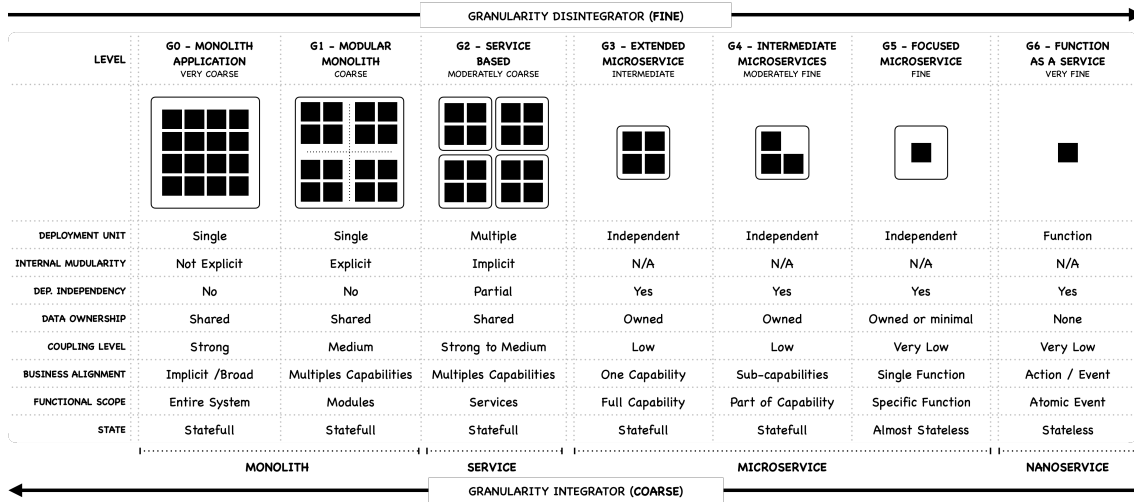 GRANULARITY DISINTEGRATOR (FINE)
LEVEL
G0 - MONOLITH
APPLICATION
VERY COARSE
G1 - MODULAR
MONOLITH
COARSE
G2 - SERVICE
BASED
MODERATELY COARSE
G3 - EXTENDED
MICROSERVICE
INTERMEDIATE
G4 - INTERMEDIATE
MICROSERVICES
MODERATELY FINE
G5 - FOCUSED
MICROSERVICE
FINE
G6 - FUNCTION
AS A SERVICE
VERY FINE
DEPLOYMENT UNIT Single Single Multiple Independent Independent Independent Function
INTERNAL MUDULARITY Not Explicit Explicit Implicit N/A N/A N/A N/A
DEP. INDEPENDENCY No No Partial Yes Yes Yes Yes
DATA OWNERSHIP Shared Shared Shared Owned Owned Owned or minimal None
COUPLING LEVEL Strong Medium Strong to Medium Low Low Very Low Very Low
BUSINESS ALIGNMENT Implicit /Broad Multiples Capabilities Multiples Capabilities One Capability Sub-capabilities Single Function Action / Event
FUNCTIONAL SCOPE Entire System Modules Services Full Capability Part of Capability Specific Function Atomic Event
STATE Statefull Statefull Statefull Statefull Statefull Almost Stateless Stateless
MONOLITH SERVICE MICROSERVICE NANOSERVICE
GRANULARITY INTEGRATOR (COARSE)